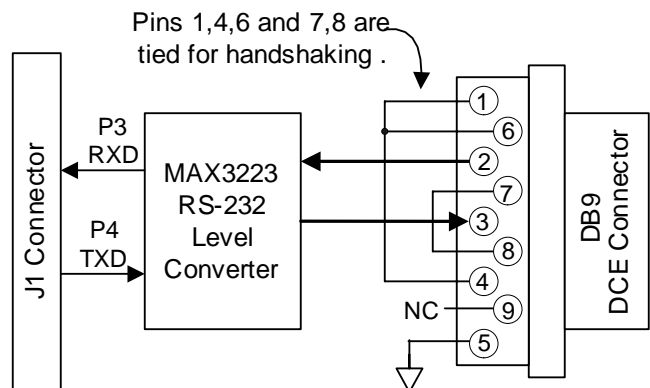 Pins 1,4,6 and 7,8 are
tied for handshaking .
J1 Connector
P3
RXD
P4
TXD
MAX3223
RS-232
Level
Converter
1
6
2
7
3
8
4
NC
9
5
DB9
DCE Connector